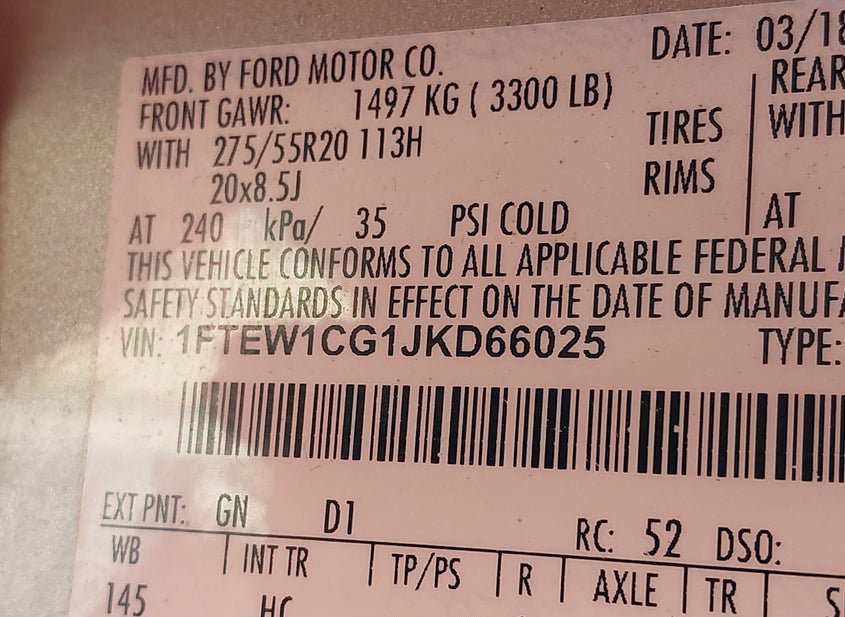 MFD. BY FORD MOTOR CO. DATE: 03/18
FRONT GAWR: 1497 KG ( 3300 LB) REAR
WITH 275/55R20 113H TIRES WITH
20x8.5J RIMS
AT 240 kPa/ 35 PSI COLD AT
THIS VEHICLE CONFORMS TO ALL APPLICABLE FEDERAL
SAFETY STANDARDS IN EFFECT ON THE DATE OF MANUFA
VIN: 1FTEW1CG1JKD66025 TYPE:
EXT PNT: GN D1 RC: 52 DSO:
WB INT TR TP/PS R AXLE TR S
145 HC